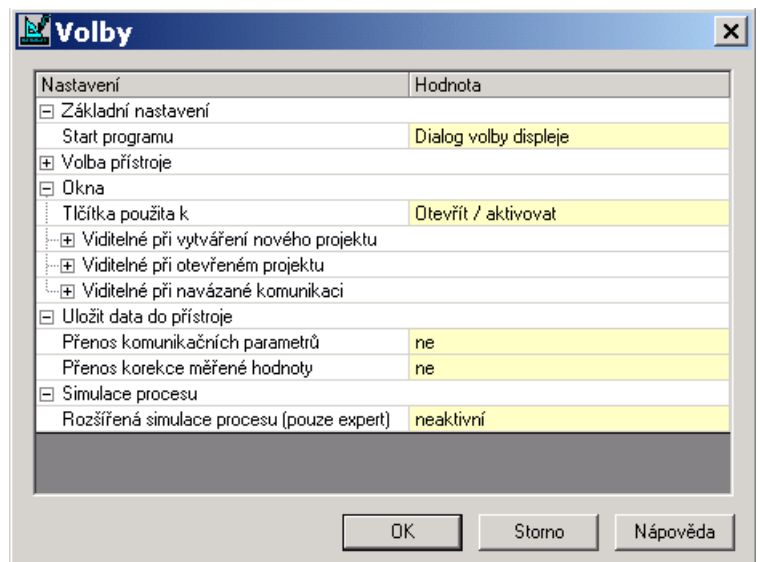 Volby
Nastavení Hodnota
Základní nastavení
Start programu Dialog volby displeje
Volba přístroje
Okna
Tlčítka použita k Otevřít / aktivovat
Viditelné při vytváření nového projektu
Viditelné při otevřeném projektu
Viditelné při navázané komunikaci
Uložit data do přístroje
Přenos komunikačních parametrů ne
Přenos korekce měřené hodnoty ne
Simulace procesu
Rozšířená simulace procesu (pouze expert) neaktivní
OK Storno Nápověda